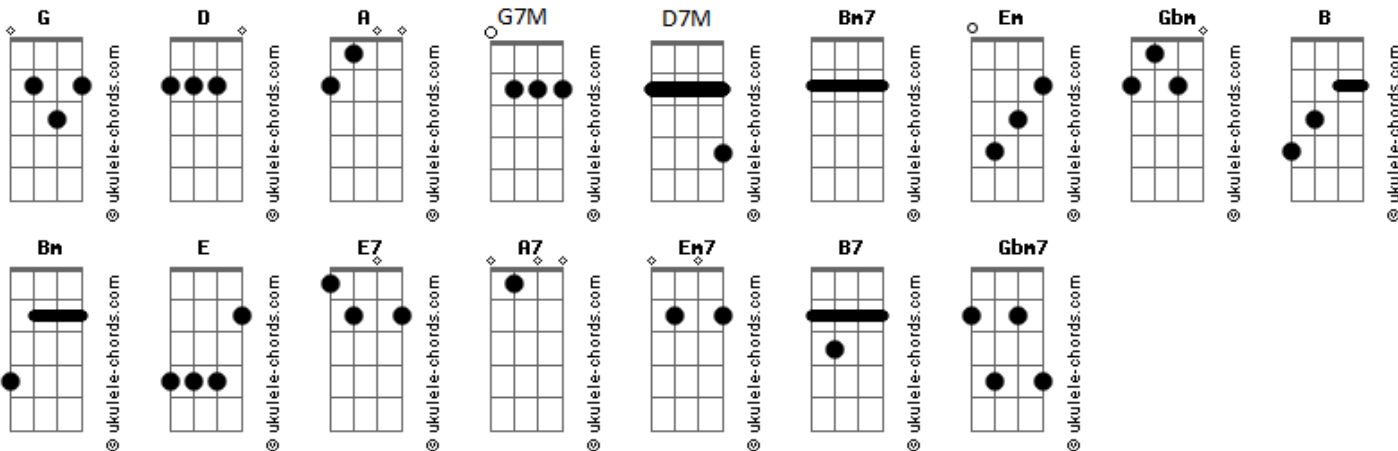 G D A G7M D7M Bm7 Em Gbm B
© ukulele-chords.com © ukulele-chords.com © ukulele-chords.com © ukulele-chords.com © ukulele-chords.com © ukulele-chords.com © ukulele-chords.com © ukulele-chords.com © ukulele-chords.com
Bm E E7 A7 Em7 B7 Gbm7
© ukulele-chords.com © ukulele-chords.com © ukulele-chords.com © ukulele-chords.com © ukulele-chords.com © ukulele-chords.com © ukulele-chords.com